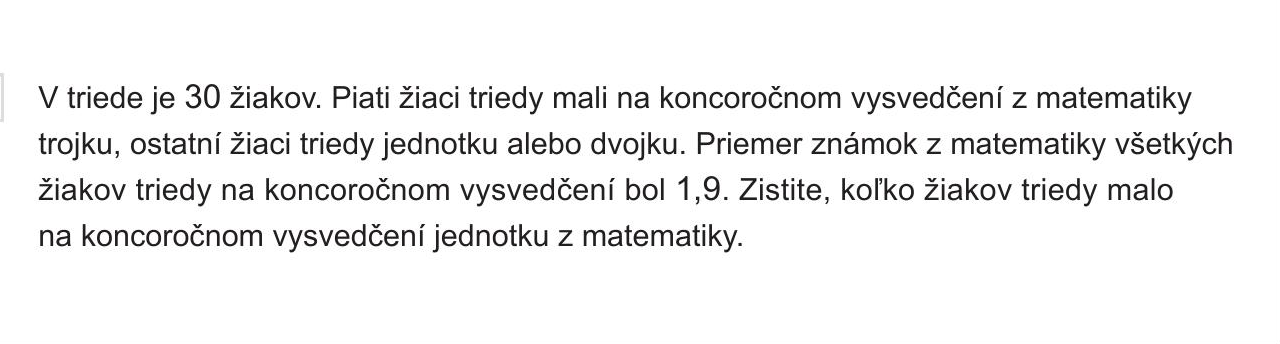 V triede je 30 žiakov. Piati žiaci triedy mali na koncoročnom vysvedčení z matematiky
trojku, ostatní žiaci triedy jednotku alebo dvojku. Priemer známok z matematiky všetkých
žiakov triedy na koncoročnom vysvedčení bol 1,9. Zistite, koľko žiakov triedy malo
na koncoročnom vysvedčení jednotku z matematiky.